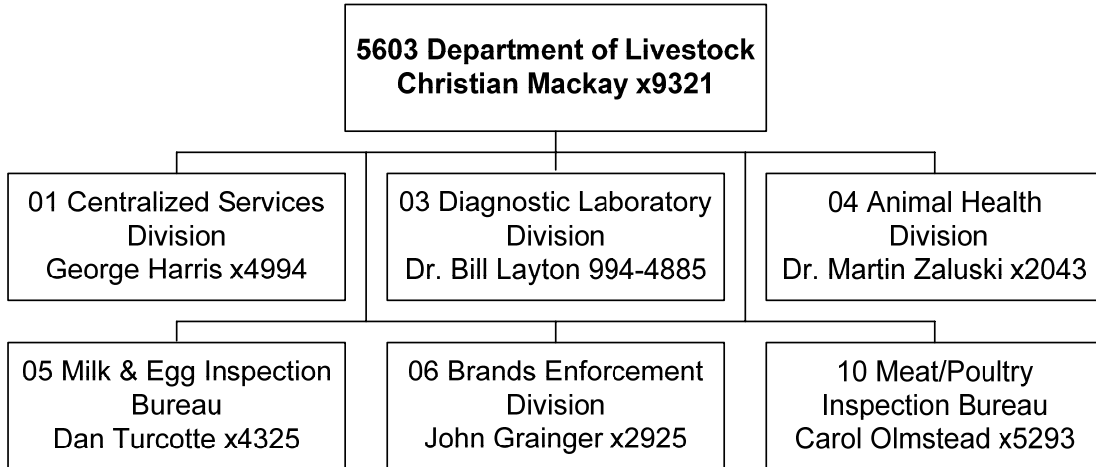 5603 Department of Livestock
Christian Mackay x9321
01 Centralized Services
Division
George Harris x4994
03 Diagnostic Laboratory
Division
Dr. Bill Layton 994-4885
04 Animal Health
Division
Dr. Martin Zaluski x2043
05 Milk & Egg Inspection
Bureau
Dan Turcotte x4325
06 Brands Enforcement
Division
John Grainger x2925
10 Meat/Poultry
Inspection Bureau
Carol Olmstead x5293